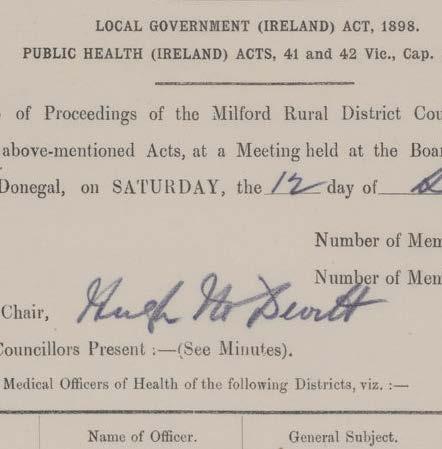 LOCAL GOVERNMENT (IRELAND) ACT, 1898.
PUBLIC HEALTH (IRELAND) ACTS, 41 and 42 Vic., Cap.
of Proceedings of the Milford Rural District Cou
above-mentioned Acts, at a Meeting held at the Boar
Donegal, on SATURDAY, the 12 day of
Number of Mem
Number of Mem
Chair, Hugh McDevitt
Councillors Present :—(See Minutes).
Medical Officers of Health of the following Districts, viz. :—
Name of Officer. General Subject.